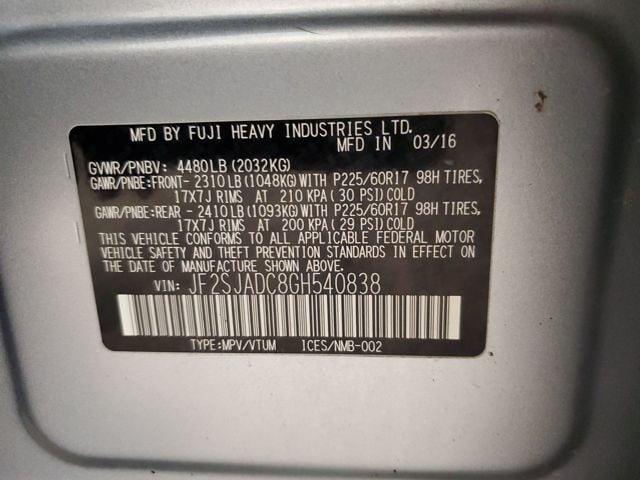 MFD BY FUJI HEAVY INDUSTRIES LTD.
MFD IN 03/16
GVWR/PNBV: 4480LB (2032KG)
GAWR/PNBE:FRONT- 2310LB (1048KG) WITH P225/60R17 98H TIRES,
17X7J RIMS AT 210 KPA ( 30 PSI) COLD
GAWR/PNBE:REAR - 2410LB (1093KG) WITH P225/60R17 98H TIRES,
17X7J RIMS AT 200 KPA ( 29 PSI) COLD
THIS VEHICLE CONFORMS TO ALL APPLICABLE FEDERAL MOTOR
VEHICLE SAFETY AND THEFT PREVENTION STANDARDS IN EFFECT
ON THE DATE OF MANUFACTURE SHOWN ABOVE.
VIN: JF2SJADC8GH540838
TYPE:MPV/VTUM ICES/NMB-002